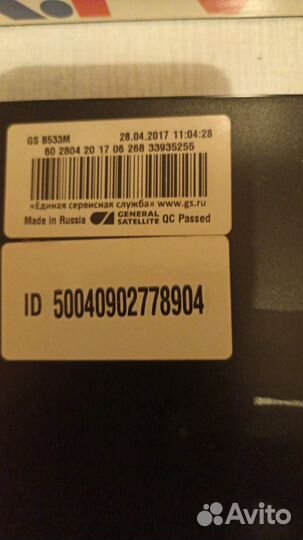 GS B533M 28.04.2017 11:04:28
60 2804 20 17 06 268 33935255
«Единая сервисная служба» www.gs.ru
Made in Russia GENERAL SATELLITE QC Passed
ID 50040902778904
Avito